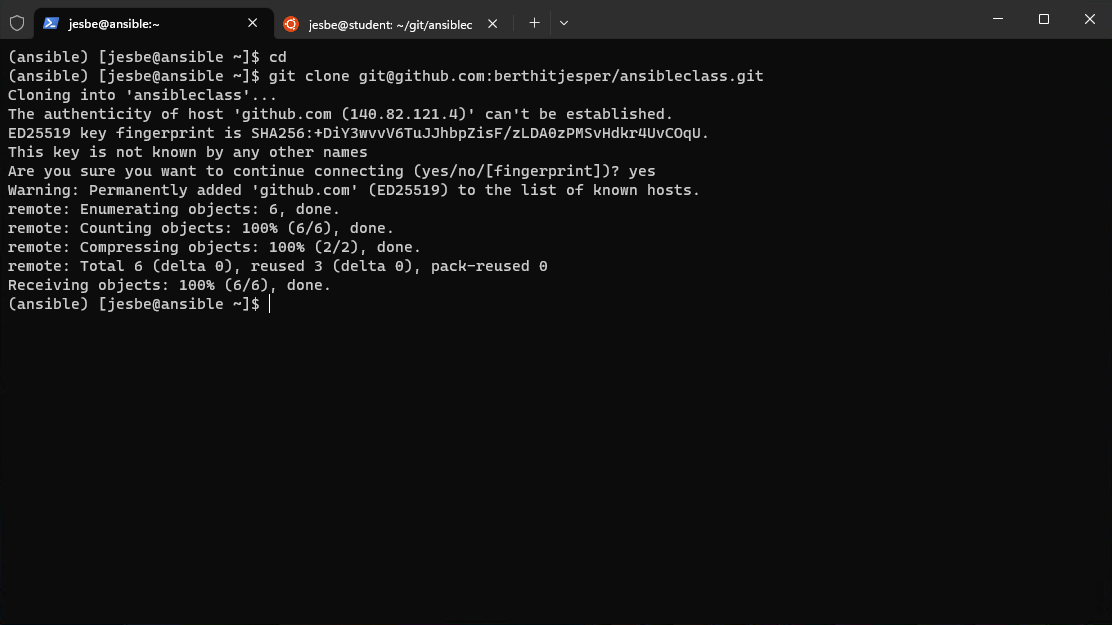 jesbe@ansible:~
jesbe@student: ~/git/ansiblec
(ansible) [jesbe@ansible ~]$ cd
(ansible) [jesbe@ansible ~]$ git clone git@github.com:berthitjesper/ansibleclass.git
Cloning into 'ansibleclass'...
The authenticity of host 'github.com (140.82.121.4)' can't be established.
ED25519 key fingerprint is SHA256:+DiY3wvvV6TuJJhbpZisF/zLDA0zPMSvHdkr4UvCOqU.
This key is not known by any other names
Are you sure you want to continue connecting (yes/no/[fingerprint])? yes
Warning: Permanently added 'github.com' (ED25519) to the list of known hosts.
remote: Enumerating objects: 6, done.
remote: Counting objects: 100% (6/6), done.
remote: Compressing objects: 100% (2/2), done.
remote: Total 6 (delta 0), reused 3 (delta 0), pack-reused 0
Receiving objects: 100% (6/6), done.
(ansible) [jesbe@ansible ~]$